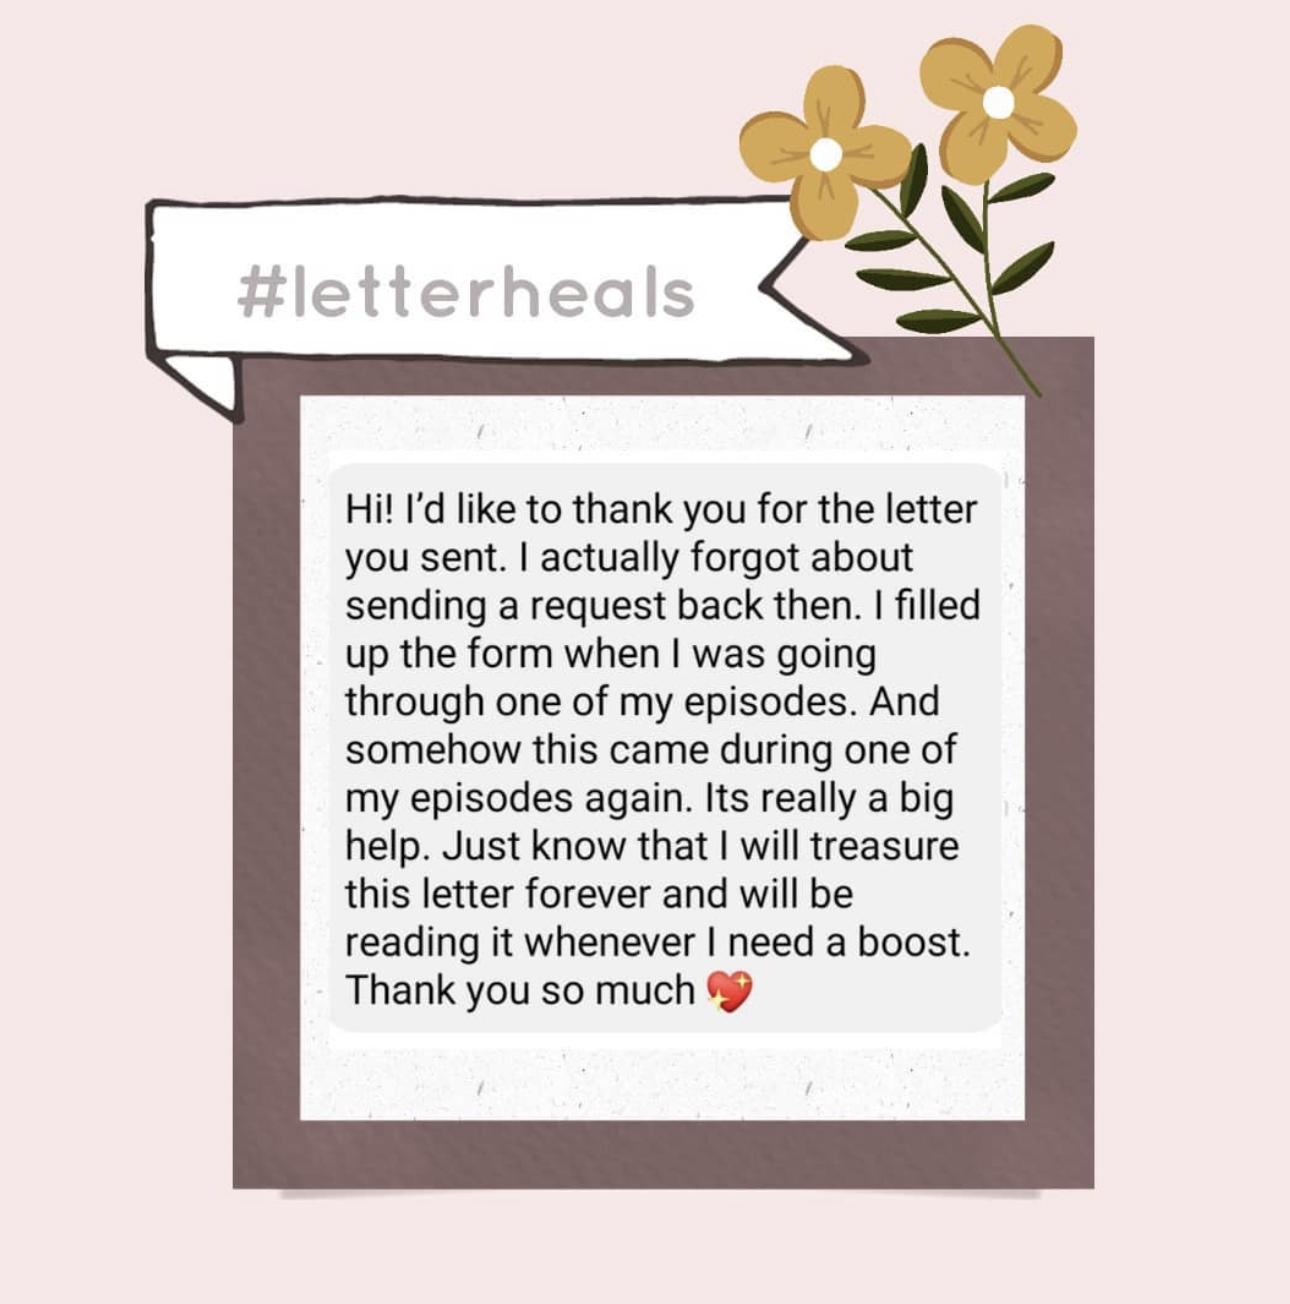 #letterheals
Hi! I’d like to thank you for the letter
you sent. I actually forgot about
sending a request back then. I filled
up the form when I was going
through one of my episodes. And
somehow this came during one of
my episodes again. Its really a big
help. Just know that I will treasure
this letter forever and will be
reading it whenever I need a boost.
Thank you so much 💖